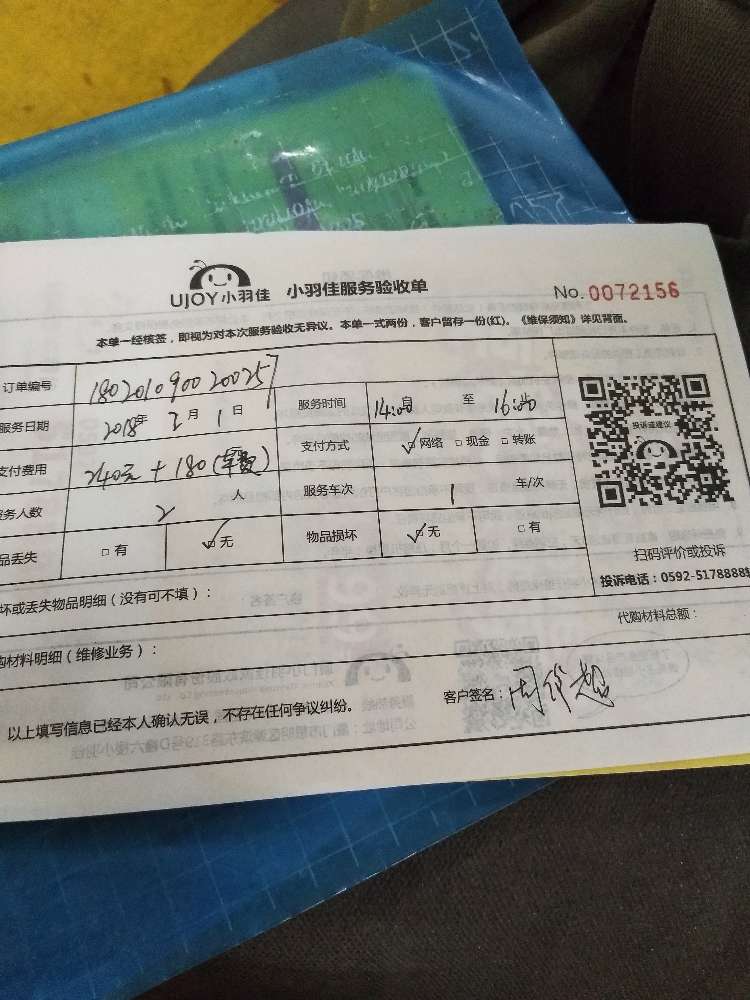 UJOY小羽佳 小羽佳服务验收单
No.0072156
本单一经核签，即视为对本次服务验收无异议。本单一式两份，客户留存一份(红)。《维保须知》详见背面。
订单编号 180201090020025
服务日期 2018年 2月 1日 服务时间 14:00 至 16:00
支付费用 240元+180(车费) 支付方式 网络 现金 转账
务人数 2 人 服务车次 1 车/次
品丢失 有 无 物品损坏 无 有
投诉或建议
扫码评价或投诉
投诉电话：0592-5178888
坏或丢失物品明细（没有可不填）：
代购材料总额：
购材料明细（维修业务）：
以上填写信息已经本人确认无误，不存在任何争议纠纷。
客户签名：周 超